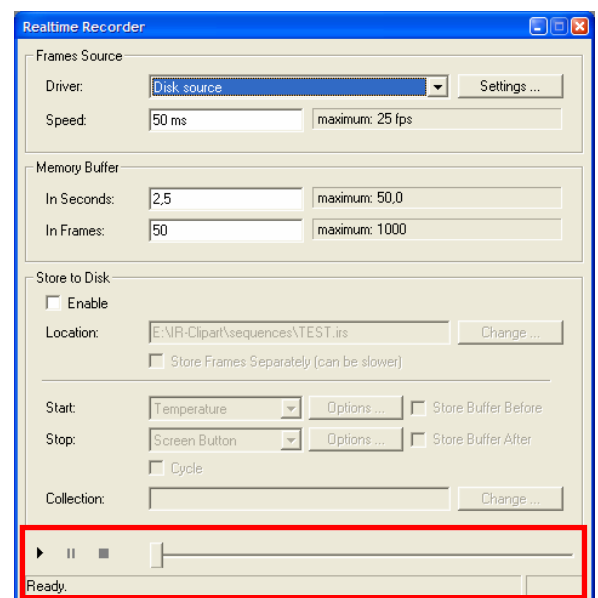 Realtime Recorder
Frames Source
Driver: Disk source Settings ...
Speed: 50 ms maximum: 25 fps
Memory Buffer
In Seconds: 2,5 maximum: 50,0
In Frames: 50 maximum: 1000
Store to Disk
Enable
Location: E:\IR-Clipart\sequences\TEST.irs Change ...
Store Frames Separately (can be slower)
Start: Temperature Options ... Store Buffer Before
Stop: Screen Button Options ... Store Buffer After
Cycle
Collection: Change ...
Ready.